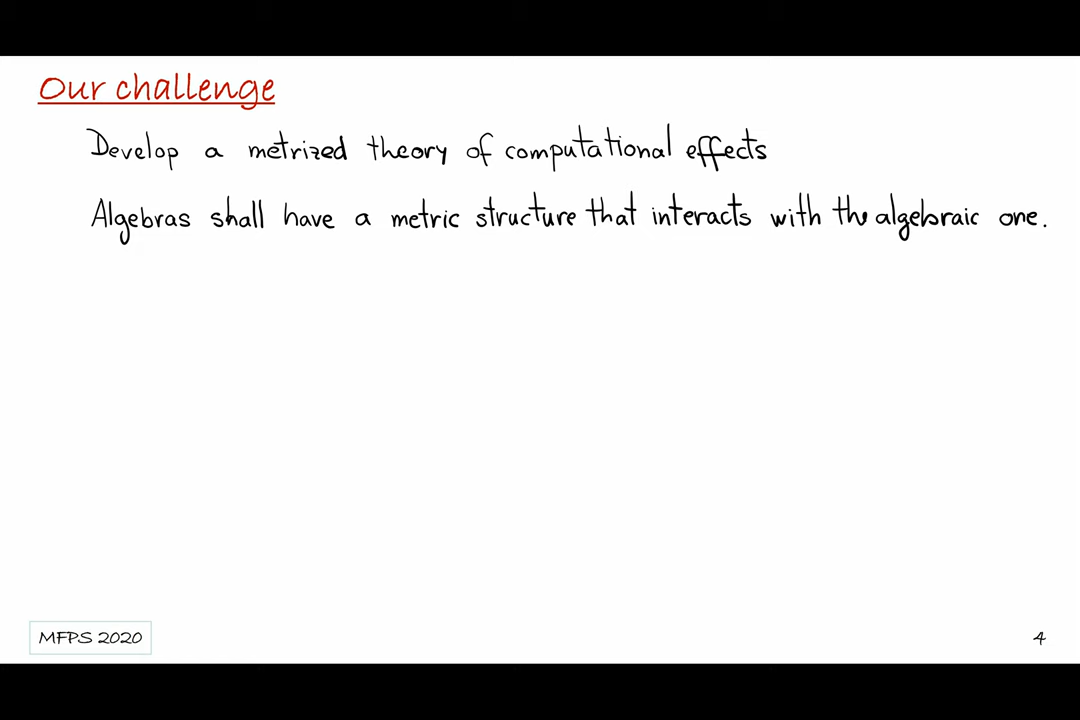 Our challenge
Develop a metrized theory of computational effects
Algebras shall have a metric structure that interacts with the algebraic one.
MFPS 2020
4